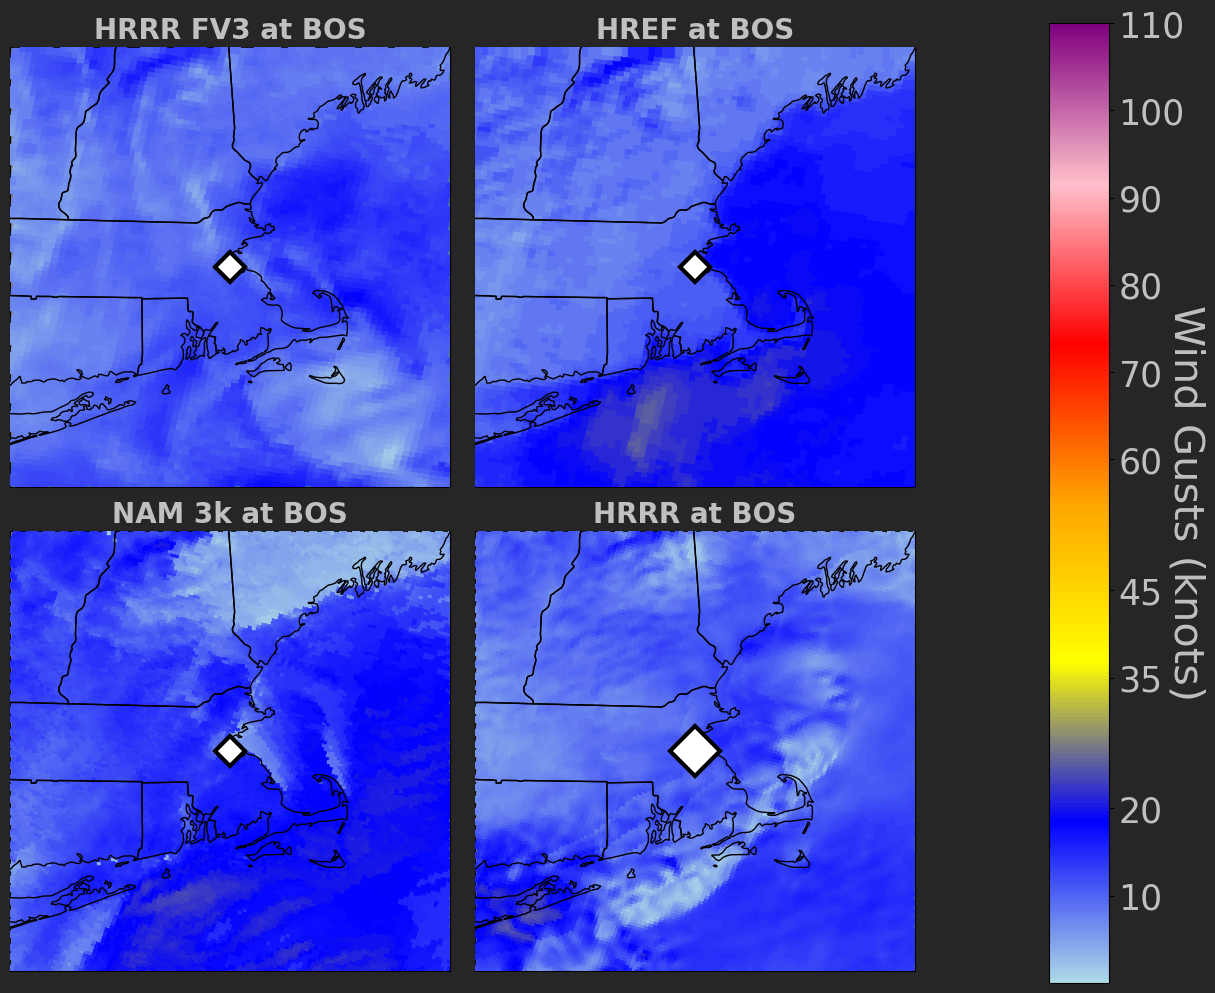 HRRR FV3 at BOS
HREF at BOS
NAM 3k at BOS
HRRR at BOS
110
100
90
80
70
60
45
35
20
10
Wind Gusts (knots)